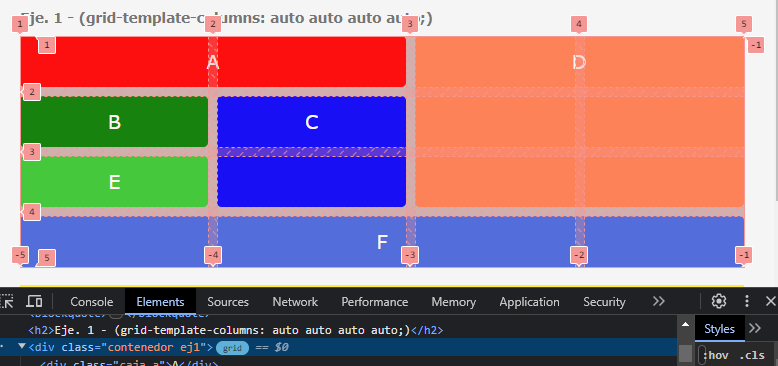 Eje. 1 - (grid-template-columns: auto auto auto auto;)
1 2 3 4 5
1 -1
A D
2
B C
3
E
4
F
-5 5 -4 -3 -2 -1
Console Elements Sources Network Performance Memory Application Security
<blockquote> </blockquote>
<h2>Eje. 1 - (grid-template-columns: auto auto auto auto;)</h2>
Styles
<div class="contenedor ej1"> grid == $0
:hov .cls
<div class="caja a">A</div>